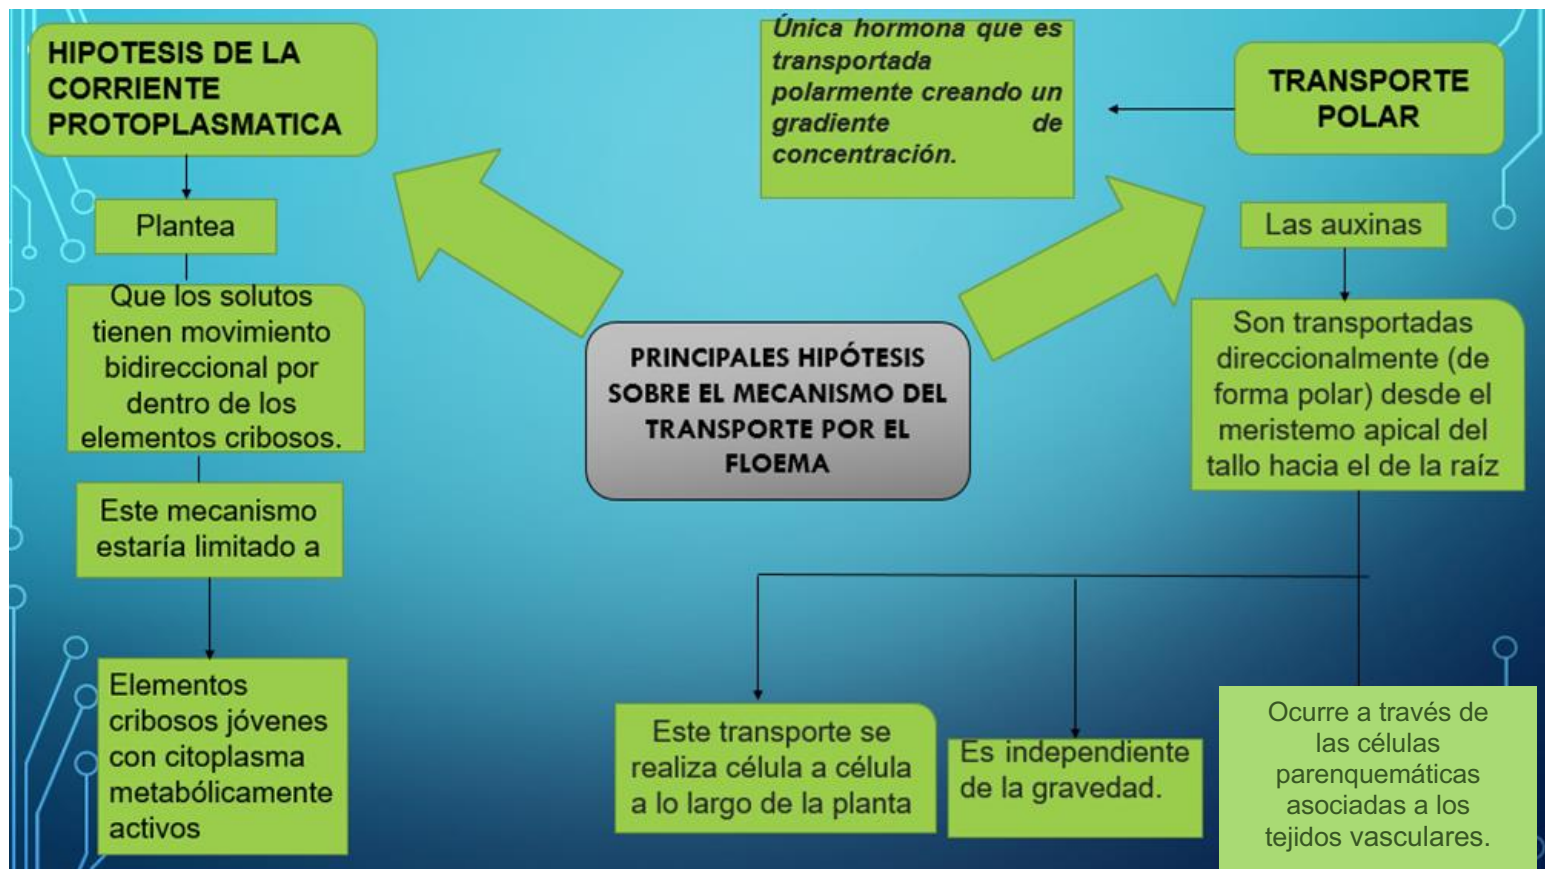 HIPOTESIS DE LA
CORRIENTE
PROTOPLASMATICA
Plantea
Que los solutos
tienen movimiento
bidireccional por
dentro de los
elementos cribosos.
Este mecanismo
estaría limitado a
Elementos
cribosos jóvenes
con citoplasma
metabólicamente
activos
PRINCIPALES HIPÓTESIS
SOBRE EL MECANISMO DEL
TRANSPORTE POR EL
FLOEMA
TRANSPORTE
POLAR
Única hormona que es
transportada
polarmente creando un
gradiente de
concentración.
Las auxinas
Son transportadas
direccionalmente (de
forma polar) desde el
meristemo apical del
tallo hacia el de la raíz
Este transporte se
realiza célula a célula
a lo largo de la planta
Es independiente
de la gravedad.
Ocurre a través de
las células
parenquemáticas
asociadas a los
tejidos vasculares.